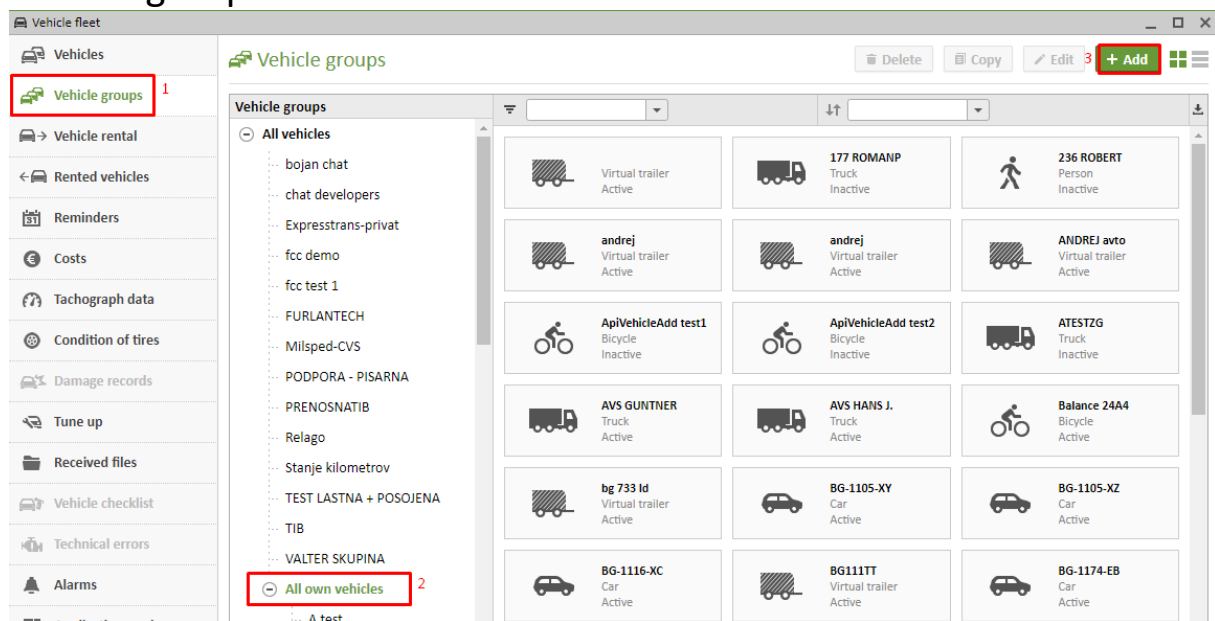 Vehicle fleet
Vehicles
Vehicle groups 1
Vehicle rental
Rented vehicles
Reminders
31
Costs
Tachograph data
Condition of tires
Damage records
Tune up
Received files
Vehicle checklist
Technical errors
Alarms
Vehicle groups
Delete
Copy
Edit
3
+ Add
Vehicle groups
All vehicles
bojan chat
chat developers
Expresstrans-privat
fcc demo
fcc test 1
FURLANTECH
Milsped-CVS
PODPORA - PISARNA
PRENOSNATIB
Relago
Stanje kilometrov
TEST LASTNA + POSOJENA
TIB
VALTER SKUPINA
All own vehicles 2
A test
Virtual trailer
Active
177 ROMANP
Truck
Inactive
236 ROBERT
Person
Inactive
andrej
Virtual trailer
Active
andrej
Virtual trailer
Active
ANDREJ avto
Virtual trailer
Active
ApiVehicleAdd test1
Bicycle
Inactive
ApiVehicleAdd test2
Bicycle
Inactive
ATESTZG
Truck
Inactive
AVS GUNTNER
Truck
Active
AVS HANS J.
Truck
Active
Balance 24A4
Bicycle
Active
bg 733 ld
Virtual trailer
Active
BG-1105-XY
Car
Active
BG-1105-XZ
Car
Active
BG-1116-XC
Car
Active
BG111TT
Virtual trailer
Active
BG-1174-EB
Car
Active